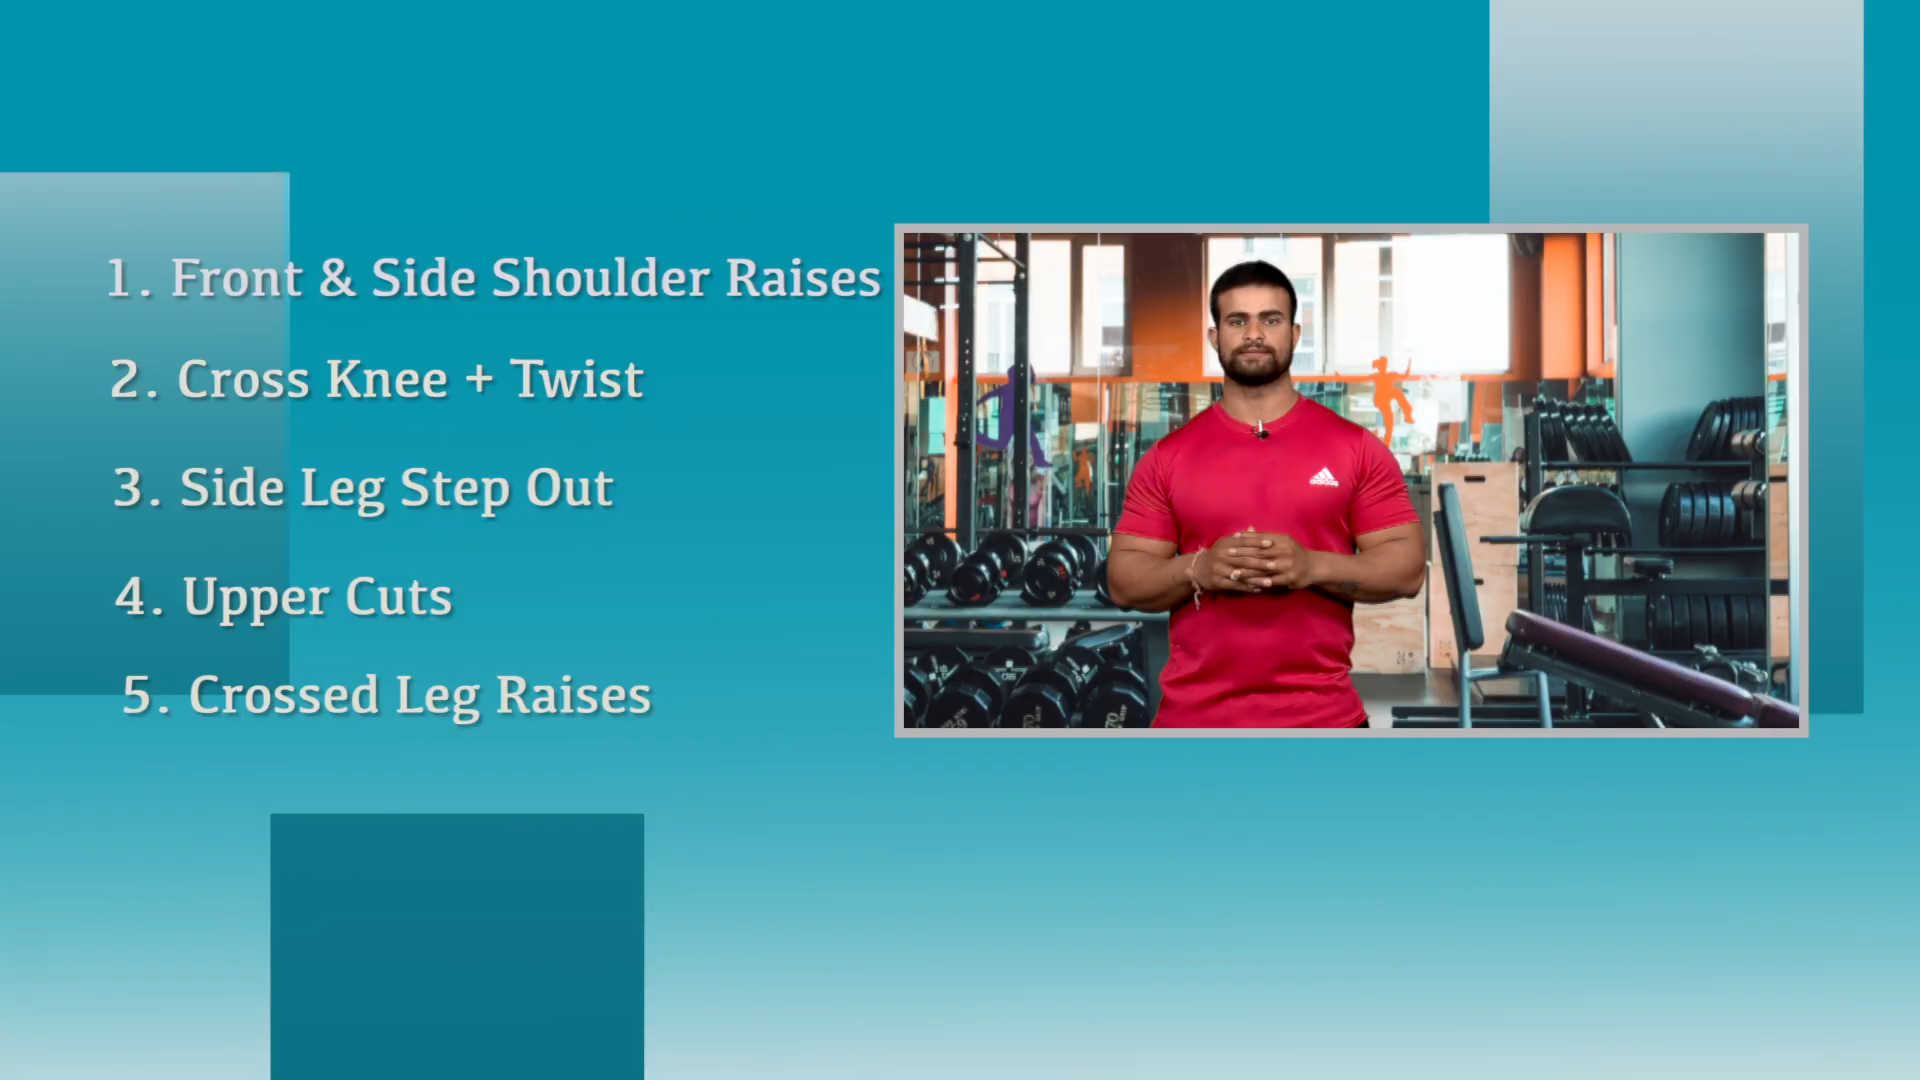 1. Front & Side Shoulder Raises
2. Cross Knee + Twist
3. Side Leg Step Out
4. Upper Cuts
5. Crossed Leg Raises
adidas